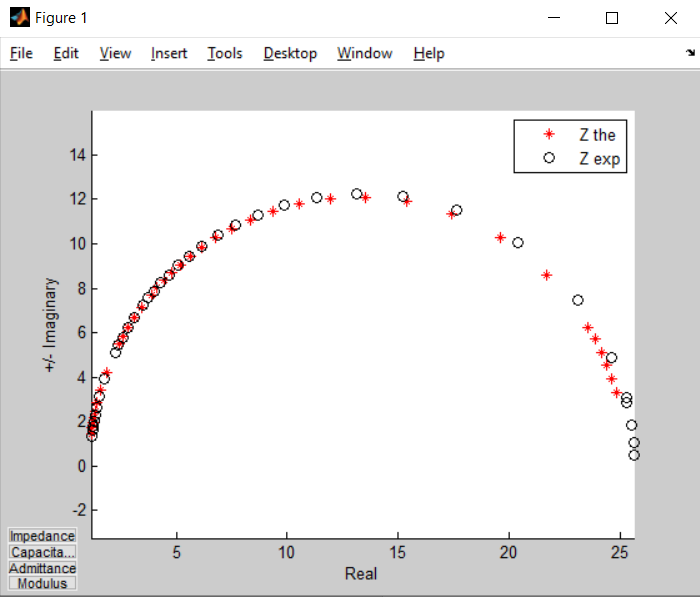 Figure 1
File Edit View Insert Tools Desktop Window Help
Z the
Z exp
14
12
10
8
6
4
2
0
-2
+/- Imaginary
5 10 15 20 25
Real
Impedance
Capacita...
Admittance
Modulus